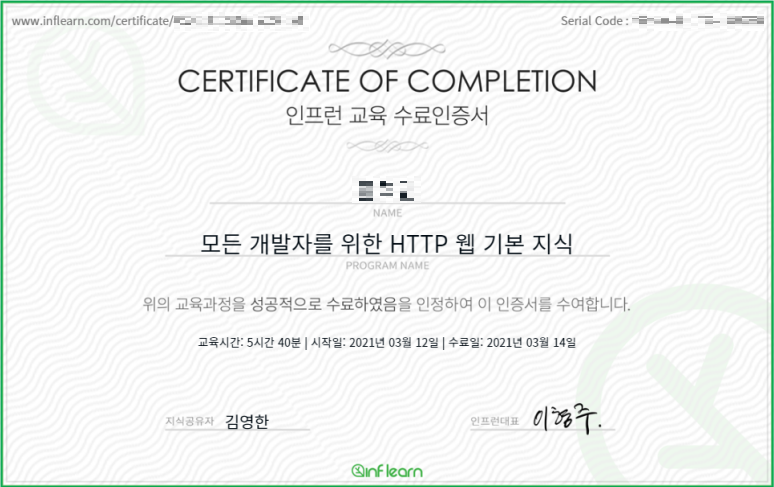 www.inflearn.com/certificate/
Serial Code :
CERTIFICATE OF COMPLETION
인프런 교육 수료인증서
NAME
모든 개발자를 위한 HTTP 웹 기본 지식
PROGRAM NAME
위의 교육과정을 성공적으로 수료하였음을 인정하여 이 인증서를 수여합니다.
교육시간: 5시간 40분 | 시작일: 2021년 03월 12일 | 수료일: 2021년 03월 14일
지식공유자 김영한
인프런대표 이형주.
inflearn